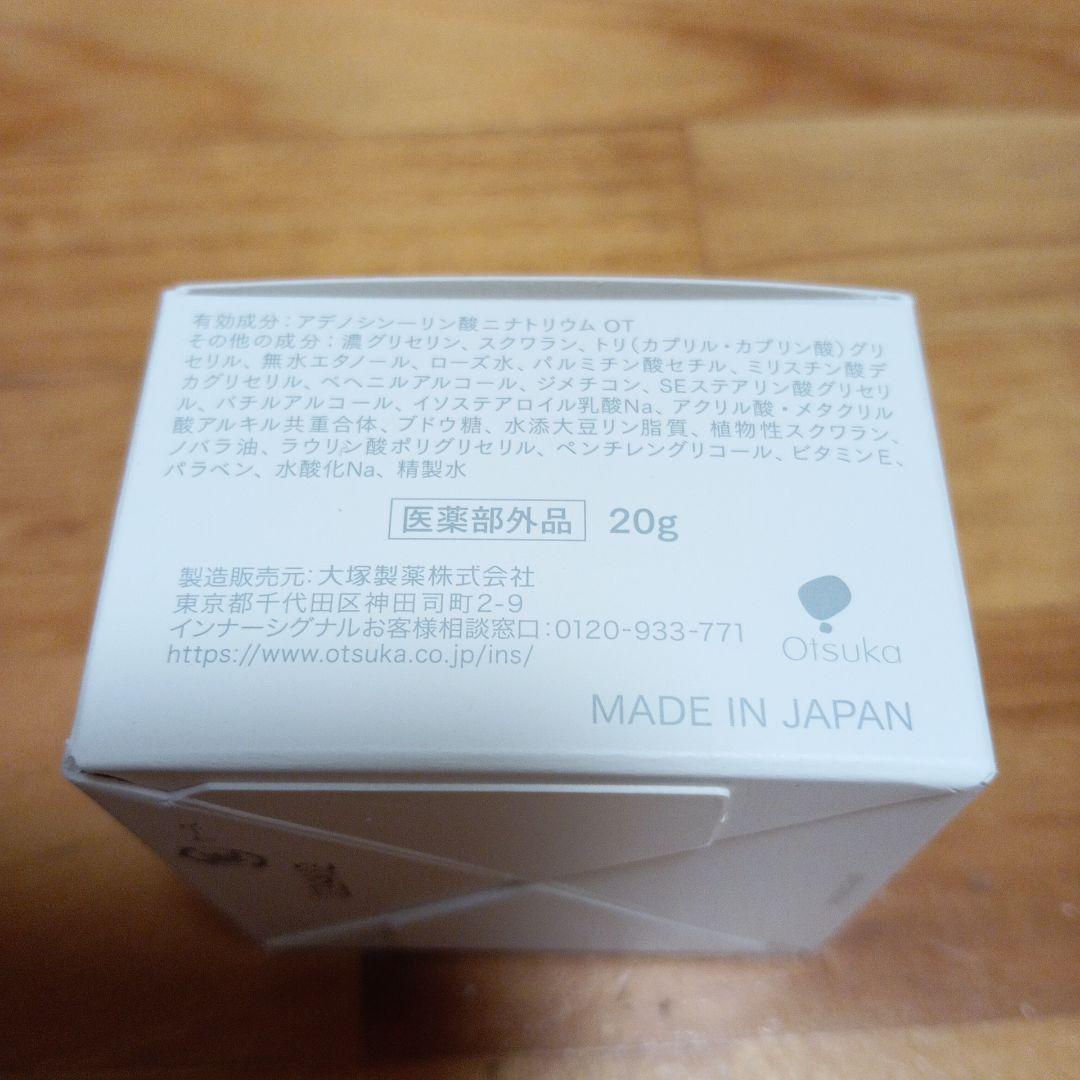 有効成分：アデノシン一リン酸ニナトリウム OT
その他の成分：濃グリセリン、スクワラン、トリ(カプリル・カプリン酸)グリ
セリル、無水エタノール、ローズ水、パルミチン酸セチル、ミリスチン酸デ
カグリセリル、ベヘニルアルコール、ジメチコン、SEステアリン酸グリセリ
ル、バチルアルコール、イソステアロイル乳酸Na、アクリル酸・メタクリル
酸アルキル共重合体、ブドウ糖、水添大豆リン脂質、植物性スクワラン、
ノバラ油、ラウリン酸ポリグリセリル、ペンチレングリコール、ビタミンE、
パラベン、水酸化Na、精製水
医薬部外品 20g
製造販売元：大塚製薬株式会社
東京都千代田区神田司町2-9
インナーシグナルお客様相談窓口：0120-933-771
https://www.otsuka.co.jp/ins/
Otsuka
MADE IN JAPAN